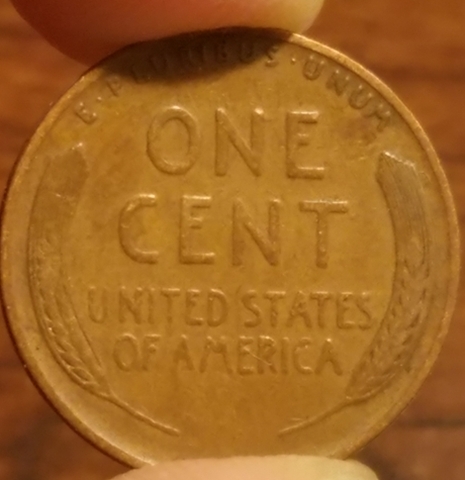 E·PLURIBUS·UNUM
ONE
CENT
UNITED STATES
OF AMERICA